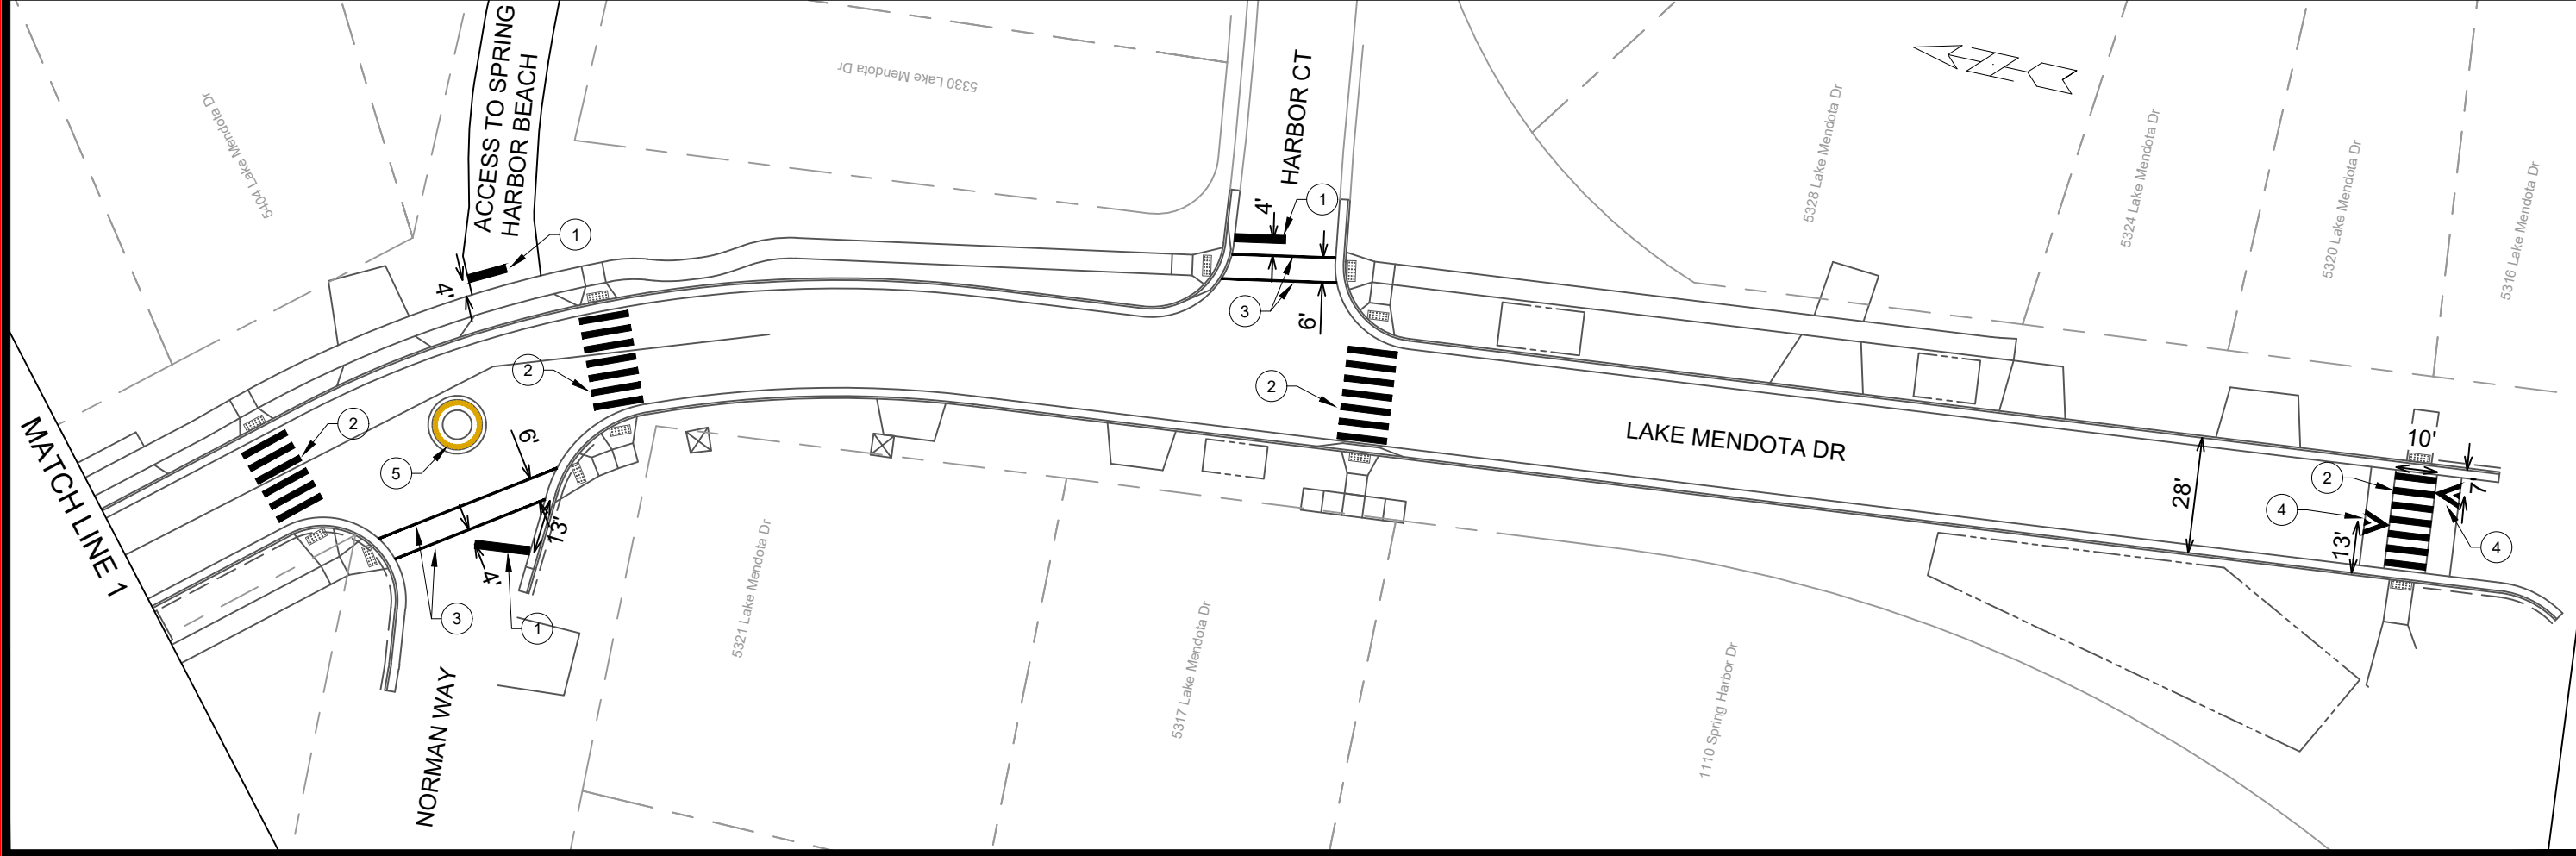 ACCESS TO SPRING
HARBOR BEACH
5404 Lake Mendota Dr
5330 Lake Mendota Dr
HARBOR CT
5328 Lake Mendota Dr
5324 Lake Mendota Dr
5320 Lake Mendota Dr
5316 Lake Mendota Dr
1
4'
4'
1
3
6'
2
2
2
5
6'
13'
4'
3
1
MATCH LINE 1
NORMAN WAY
LAKE MENDOTA DR
28'
10'
2
4
13'
7'
4
5321 Lake Mendota Dr
5317 Lake Mendota Dr
1110 Spring Harbor Dr